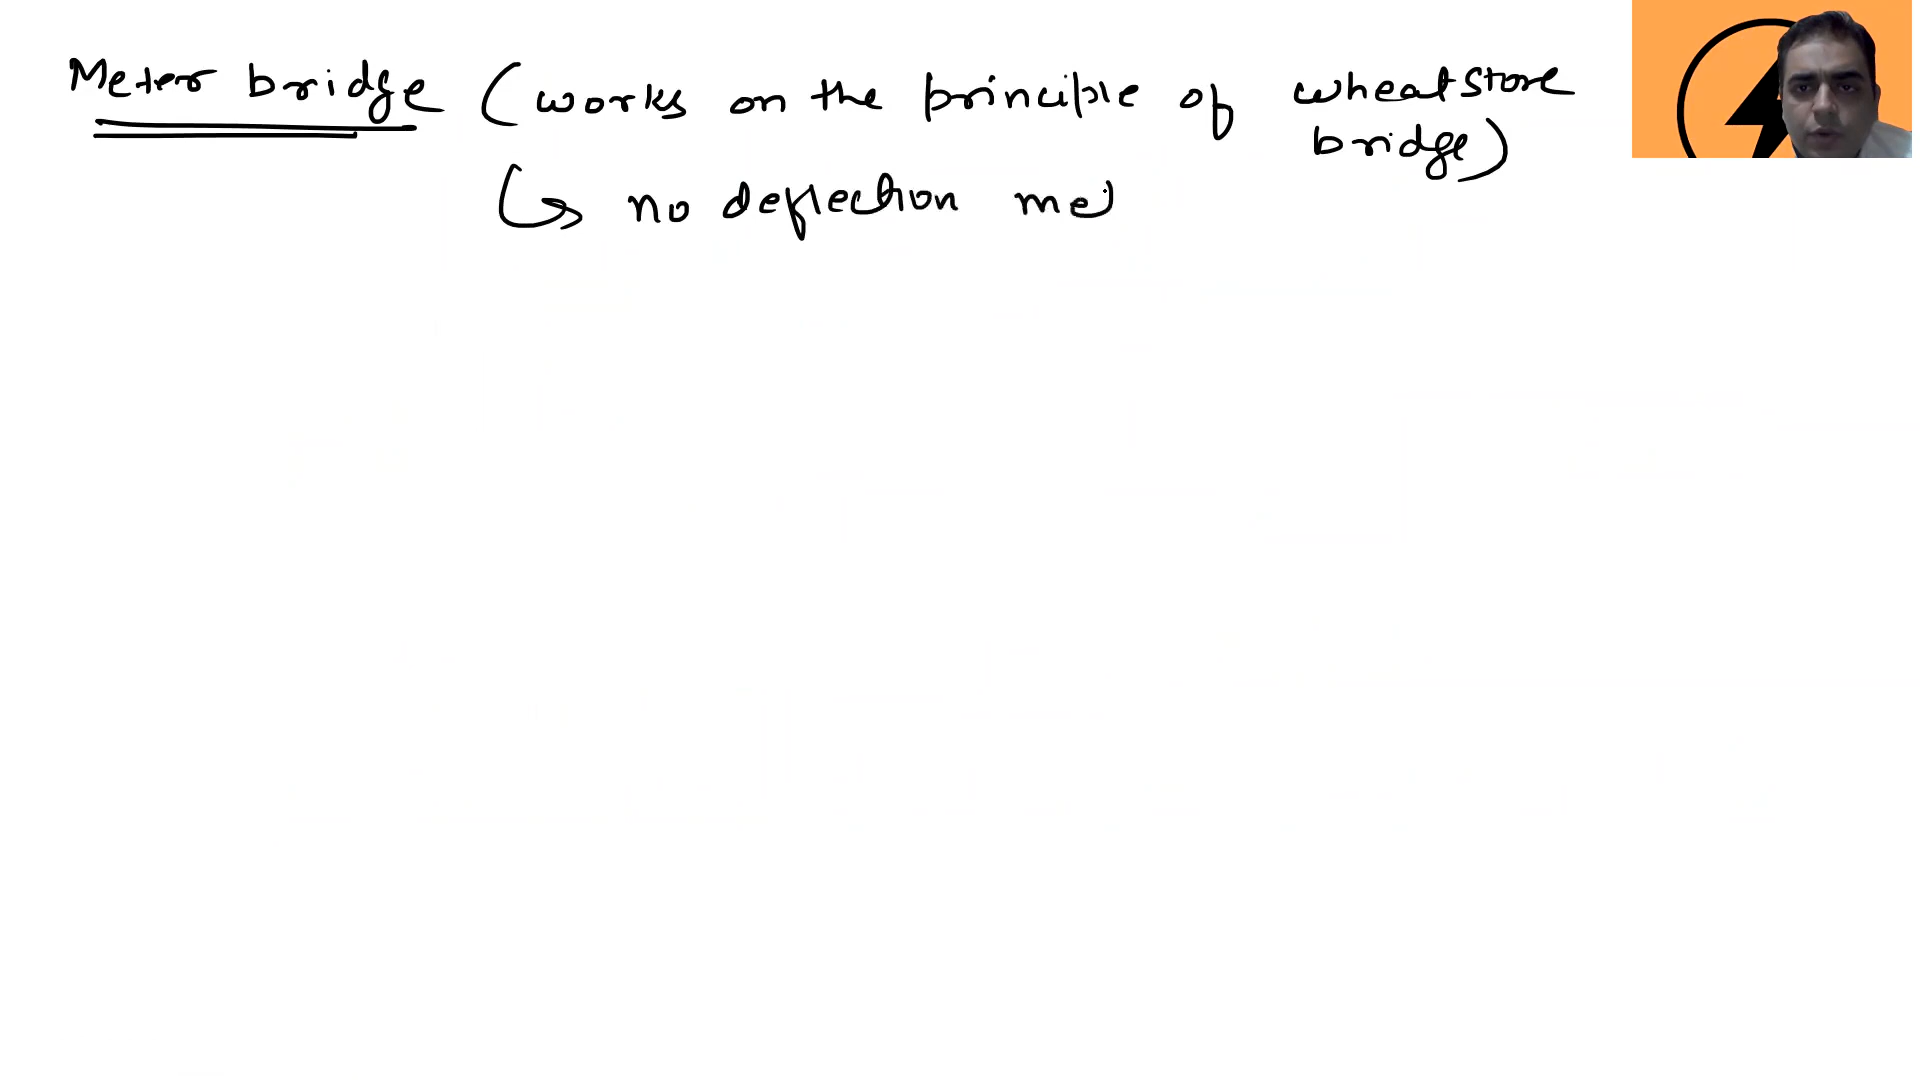 Meter bridge (works on the principle of wheatstone
bridge)
↳ no deflection me